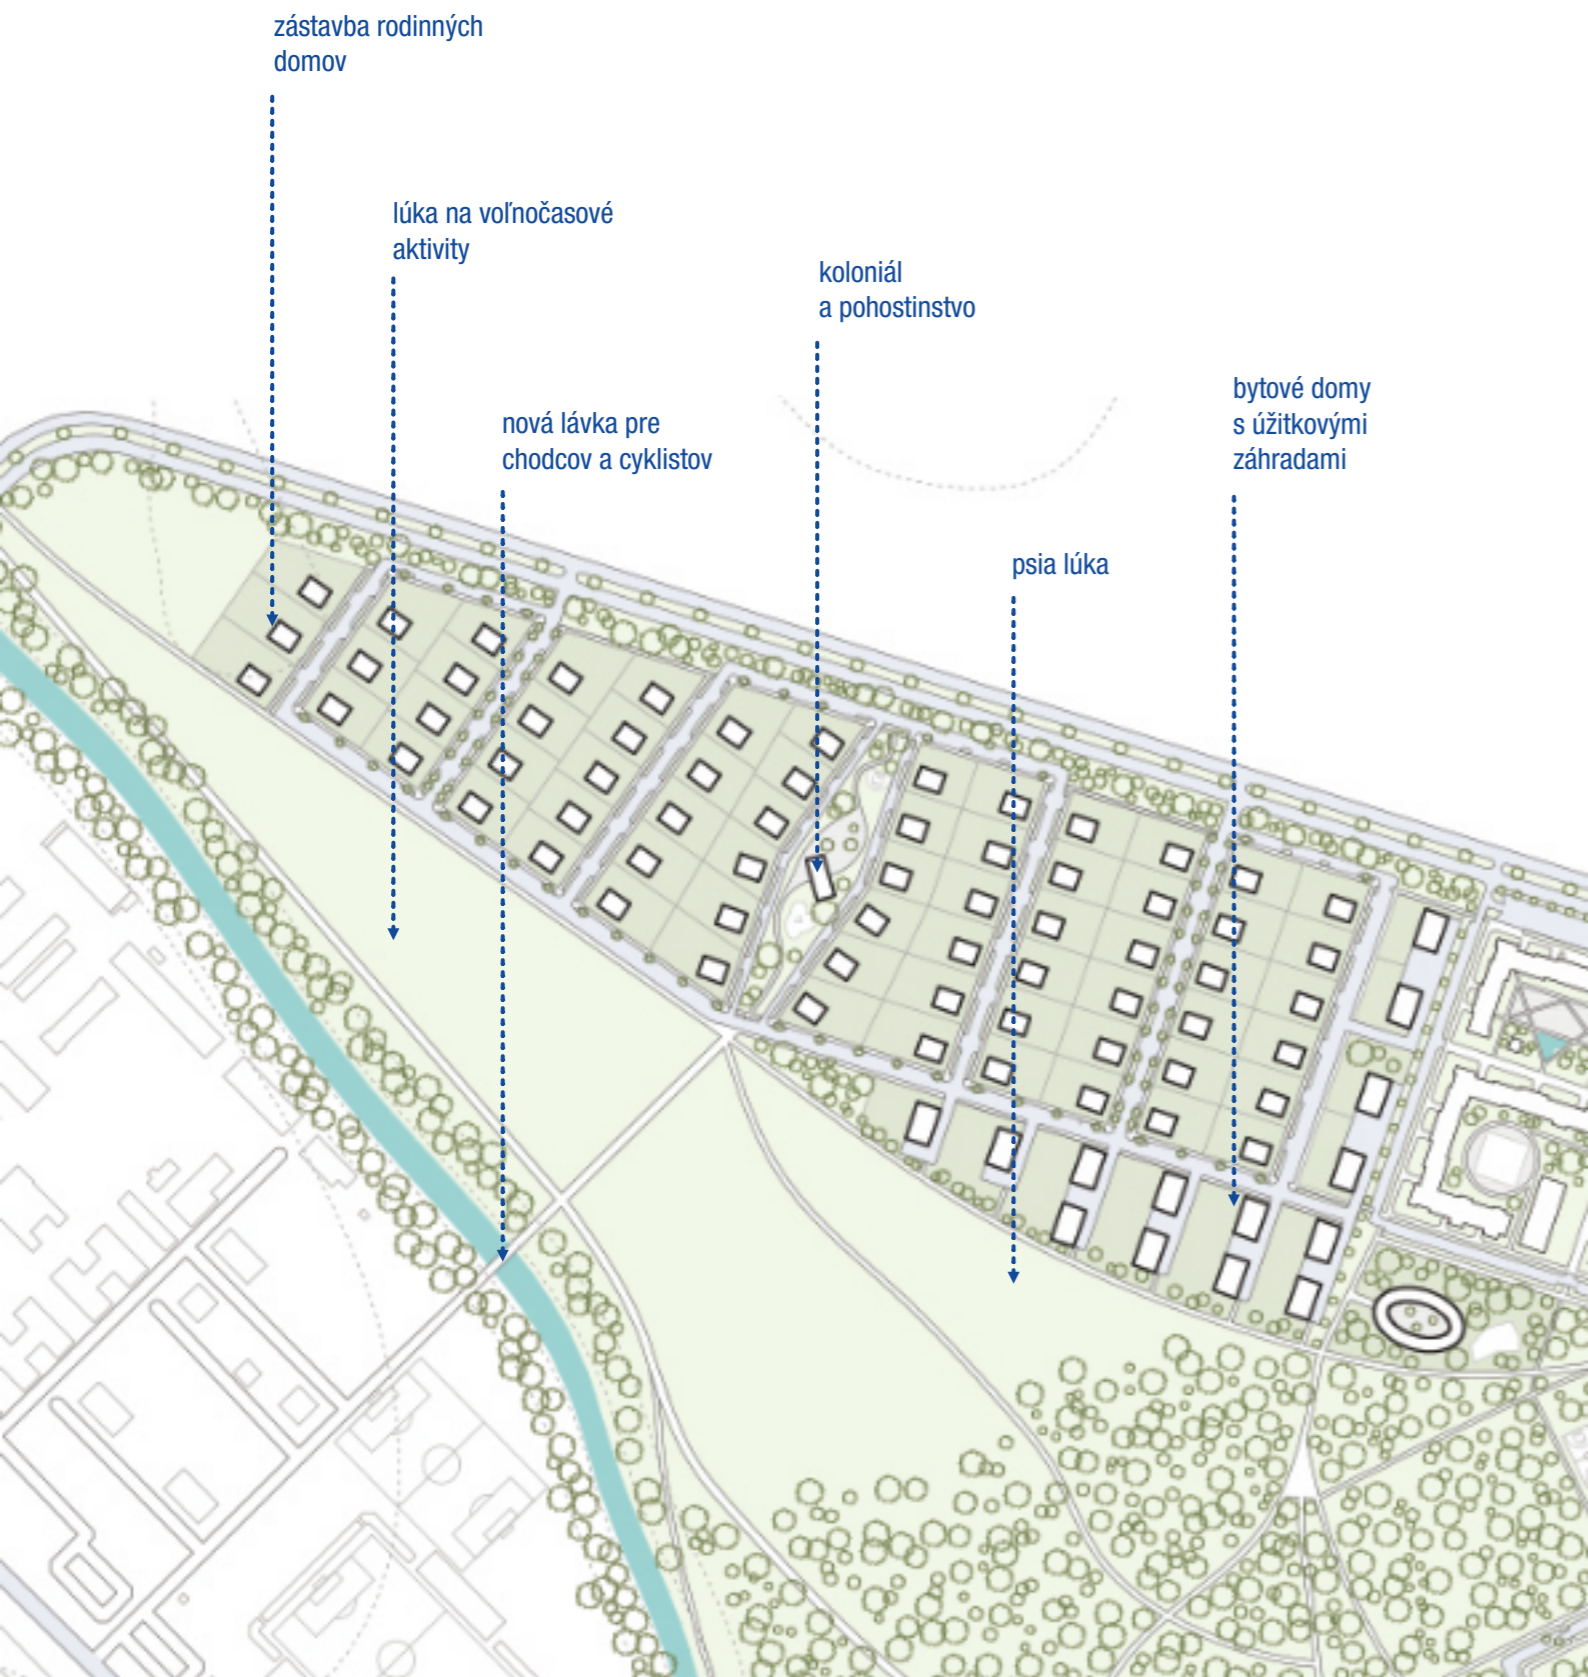 zástavba rodinných
domov
lúka na voľnočasové
aktivity
koloniál
a pohostinstvo
nová lávka pre
chodcov a cyklistov
bytové domy
s úžitkovými
záhradami
psia lúka